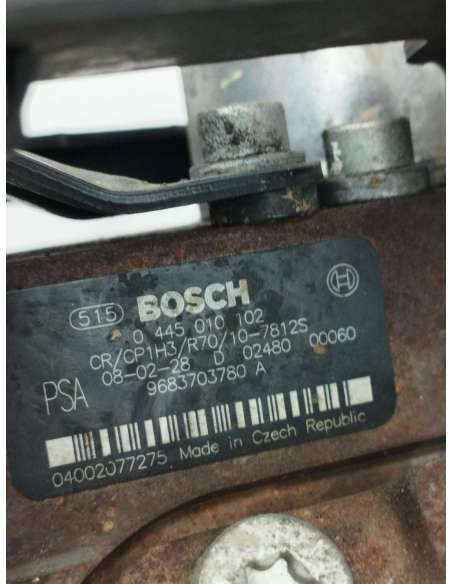 515 BOSCH
0 445 010 102
CR/CP1H3/R70/10-7812S
08-02-28 D 02480 00060
PSA 9683703780 A
04002077275 Made in Czech Republic